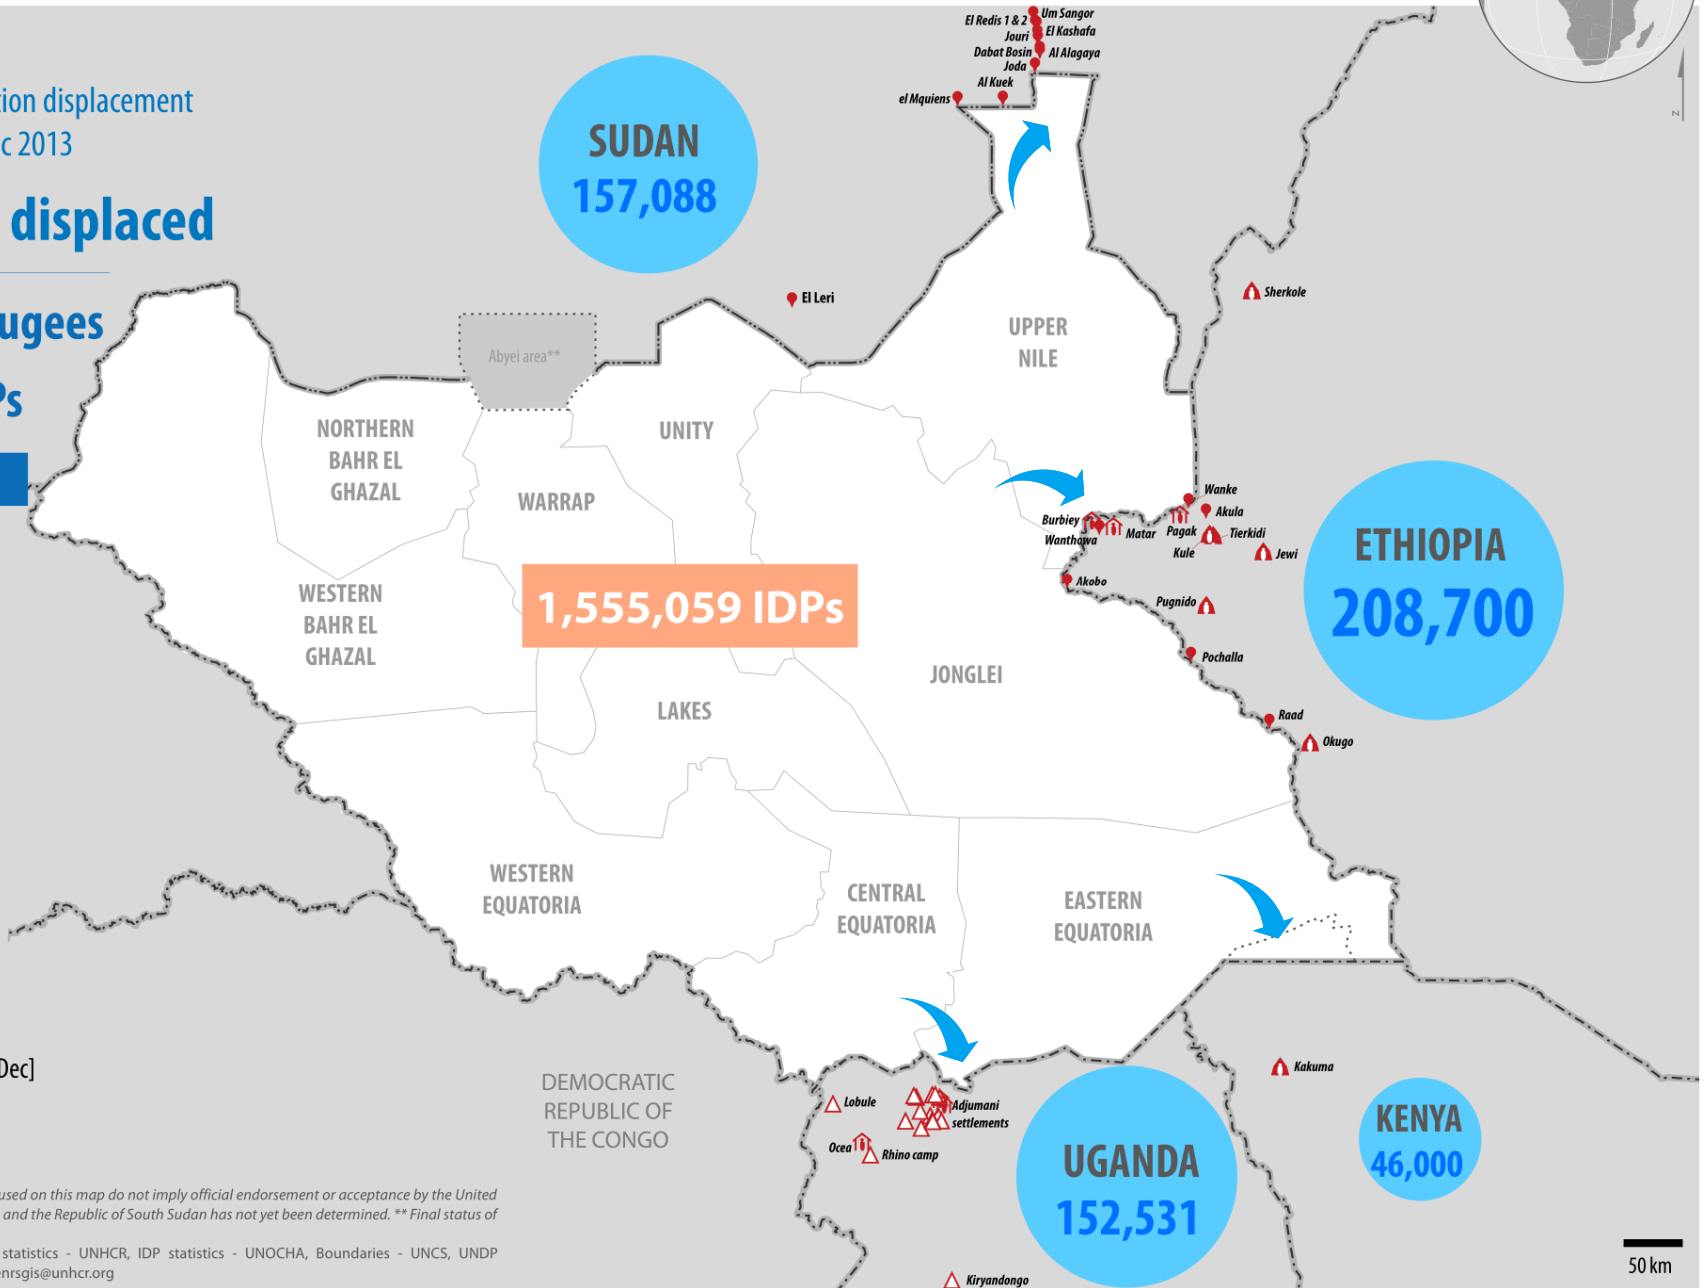 tion displacement
c 2013
displaced
ugees
Ps
Dec]
Um Sangor
El Redis 1 & 2
El Kashafa
Jouri
Dabat Bosin
Al Alagaya
Joda
Al Kuek
el Mquiens
SUDAN
157,088
z
El Leri
Sherkole
Abyei area**
UPPER
NILE
NORTHERN
BAHR EL
GHAZAL
UNITY
WARRAP
Wanke
Akula
Burbiey
Wanthowa
Matar
Pagak
Tierkidi
Kule
Jewi
Akobo
Pugnido
ETHIOPIA
208,700
WESTERN
BAHR EL
GHAZAL
1,555,059 IDPs
Pochalla
JONGLEI
LAKES
Raad
Okugo
WESTERN
EQUATORIA
CENTRAL
EQUATORIA
EASTERN
EQUATORIA
DEMOCRATIC
REPUBLIC OF
THE CONGO
Lobule
Adjumani
settlements
Ocea
Rhino camp
Kakuma
UGANDA
152,531
KENYA
46,000
Kiryandongo
used on this map do not imply official endorsement or acceptance by the United
and the Republic of South Sudan has not yet been determined. ** Final status of
statistics - UNHCR, IDP statistics - UNOCHA, Boundaries - UNCS, UNDP
enrsgis@unhcr.org
50 km